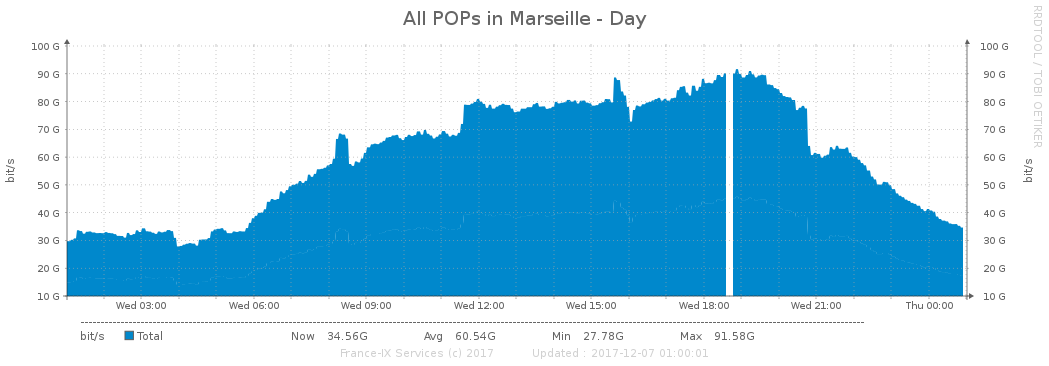 All POPs in Marseille - Day
RRDTOOL / TOBI OETIKER
bit/s
100 G
90 G
80 G
70 G
60 G
50 G
40 G
30 G
20 G
10 G
100 G
90 G
80 G
70 G
60 G
50 G
40 G
30 G
20 G
10 G
bit/s
Wed 03:00 Wed 06:00 Wed 09:00 Wed 12:00 Wed 15:00 Wed 18:00 Wed 21:00 Thu 00:00
bit/s Total Now 34.56G Avg 60.54G Min 27.78G Max 91.58G
France-IX Services (c) 2017 Updated : 2017-12-07 01:00:01